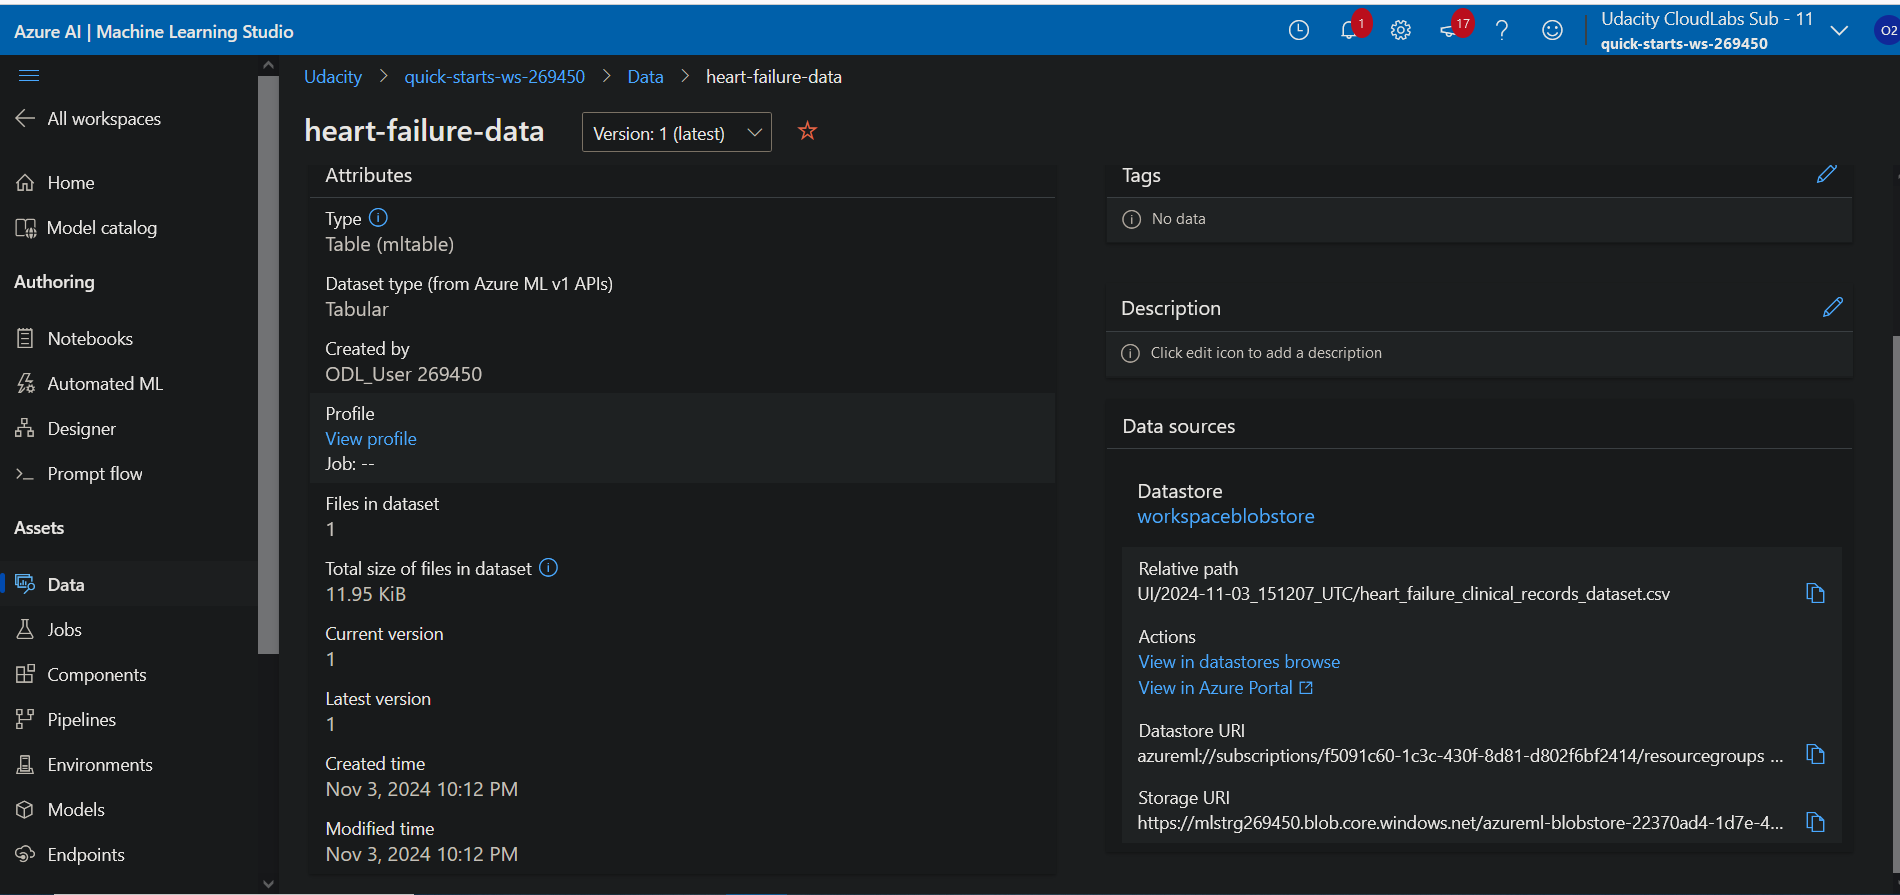 Azure AI | Machine Learning Studio
1
17
Udacity CloudLabs Sub - 11
quick-starts-ws-269450
O2
All workspaces
Home
Model catalog
Authoring
Notebooks
Automated ML
Designer
Prompt flow
Assets
Data
Jobs
Components
Pipelines
Environments
Models
Endpoints
Udacity > quick-starts-ws-269450 > Data > heart-failure-data
heart-failure-data
Version: 1 (latest)
Attributes
Type
Table (mltable)
Dataset type (from Azure ML v1 APIs)
Tabular
Created by
ODL_User 269450
Profile
View profile
Job: --
Files in dataset
1
Total size of files in dataset
11.95 KiB
Current version
1
Latest version
1
Created time
Nov 3, 2024 10:12 PM
Modified time
Nov 3, 2024 10:12 PM
Tags
No data
Description
Click edit icon to add a description
Data sources
Datastore
workspaceblobstore
Relative path
UI/2024-11-03_151207_UTC/heart_failure_clinical_records_dataset.csv
Actions
View in datastores browse
View in Azure Portal
Datastore URI
azureml://subscriptions/f5091c60-1c3c-430f-8d81-d802f6bf2414/resourcegroups ...
Storage URI
https://mlstrg269450.blob.core.windows.net/azureml-blobstore-22370ad4-1d7e-4...